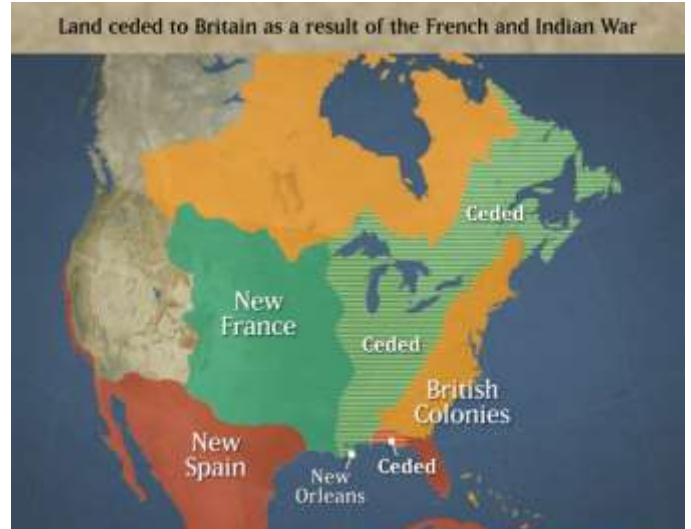 Land ceded to Britain as a result of the French and Indian War
Ceded
New
France
Ceded
British
Colonies
New
Spain
New
Orleans
Ceded